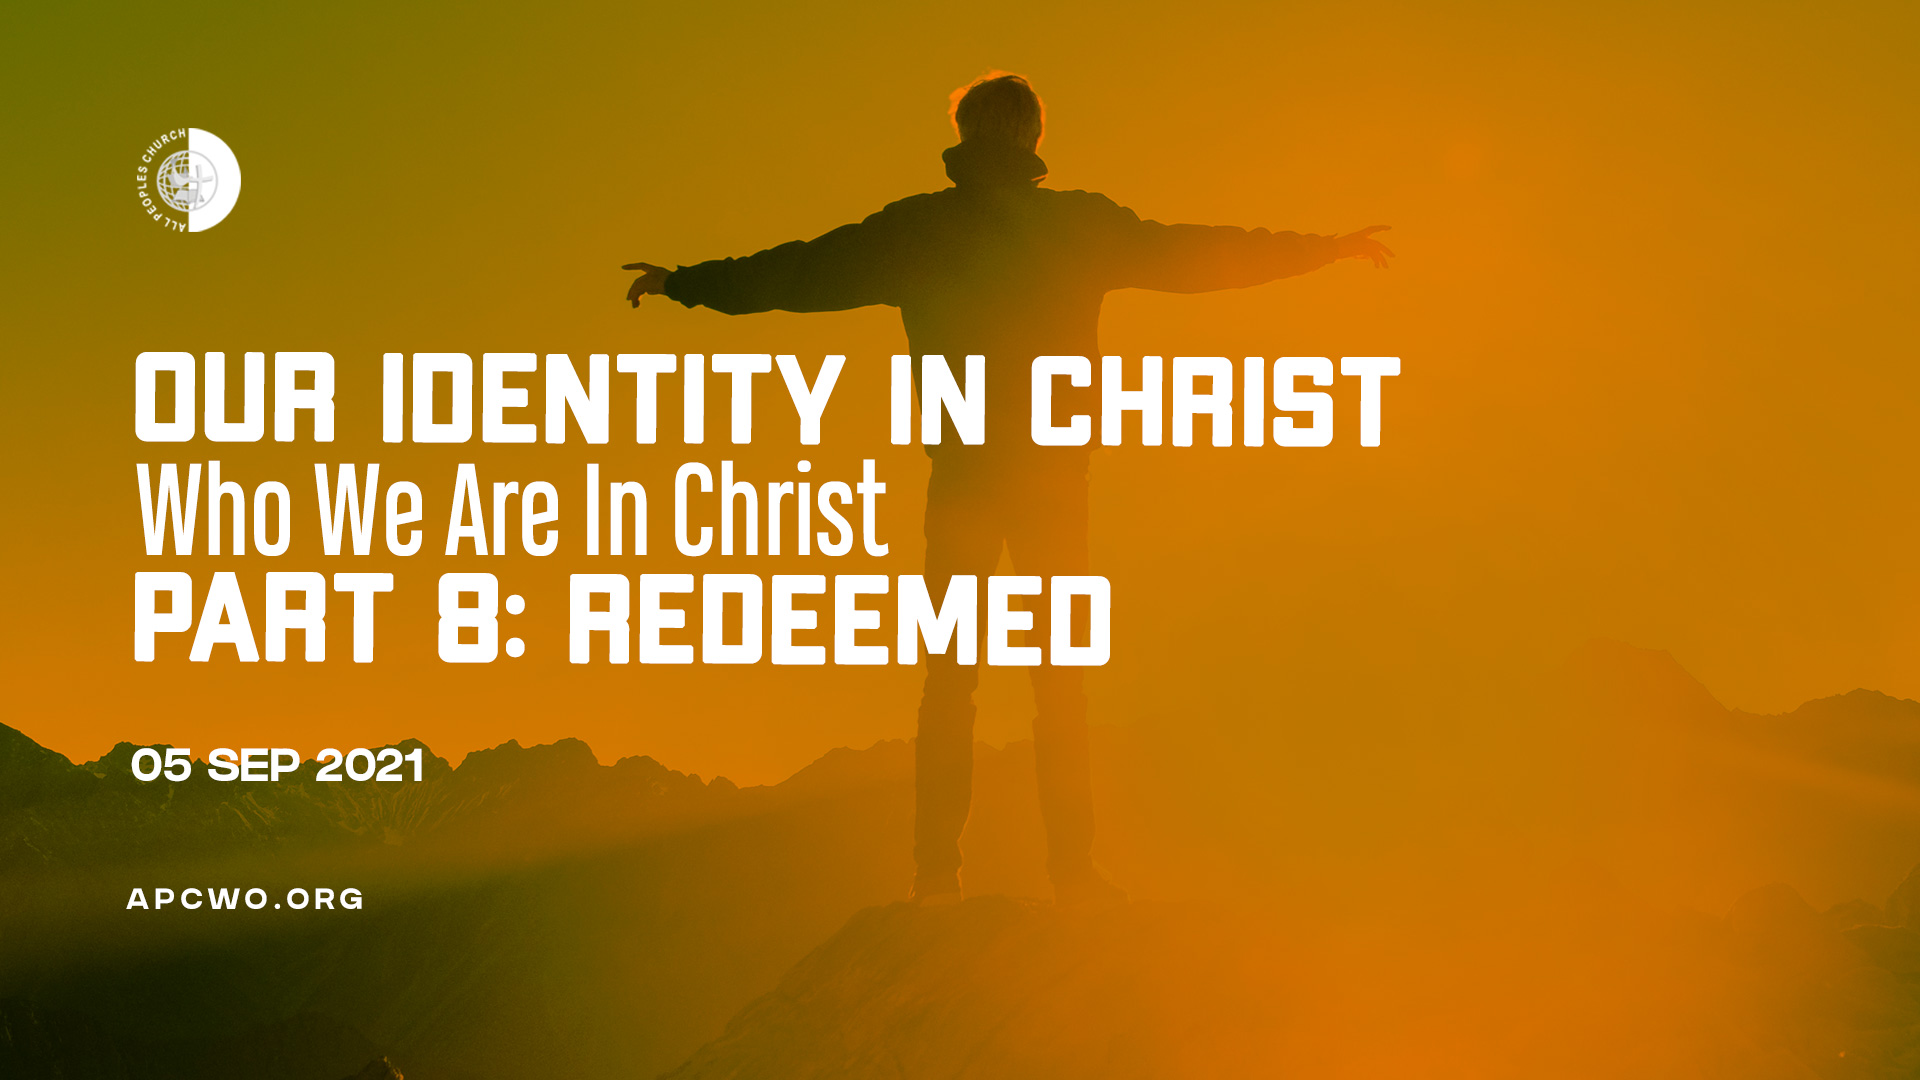 ALL PEOPLES CHURCH
OUR IDENTITY IN CHRIST
Who We Are In Christ
PART 8: REDEEMED
05 SEP 2021
APCWO.ORG